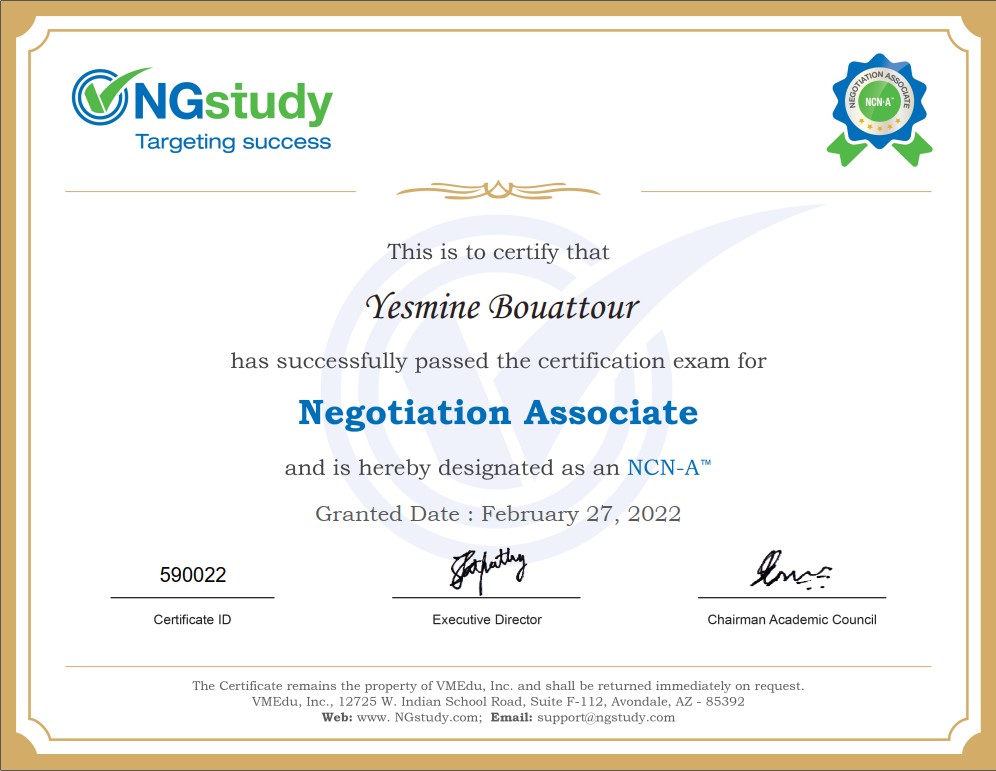 NGstudy
Targeting success
NEGOTIATION ASSOCIATE
NCN-A™
This is to certify that
Yesmine Bouattour
has successfully passed the certification exam for
Negotiation Associate
and is hereby designated as an NCN-A™
Granted Date : February 27, 2022
590022
Certificate ID
Executive Director
Chairman Academic Council
The Certificate remains the property of VMEdu, Inc. and shall be returned immediately on request.
VMEdu, Inc., 12725 W. Indian School Road, Suite F-112, Avondale, AZ - 85392
Web: www. NGstudy.com;  Email: support@ngstudy.com